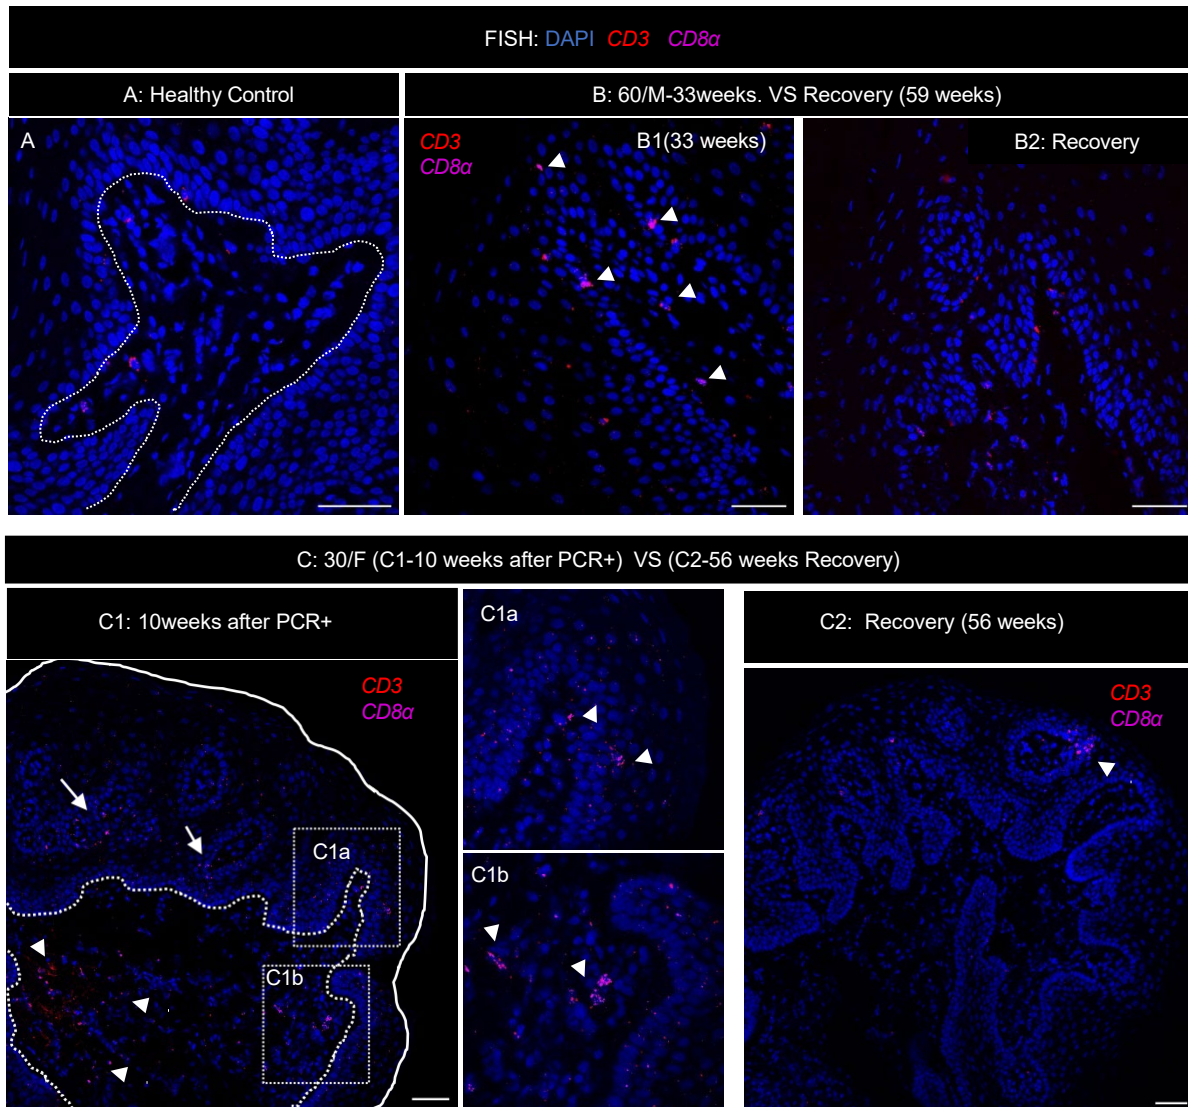 FISH: DAPI CD3 CD8α
A: Healthy Control
B: 60/M-33weeks. VS Recovery (59 weeks)
A
CD3
CD8α
B1(33 weeks)
B2: Recovery
C: 30/F (C1-10 weeks after PCR+) VS (C2-56 weeks Recovery)
C1: 10weeks after PCR+
CD3
CD8α
C1a
C1b
C1a
C1b
C2: Recovery (56 weeks)
CD3
CD8α